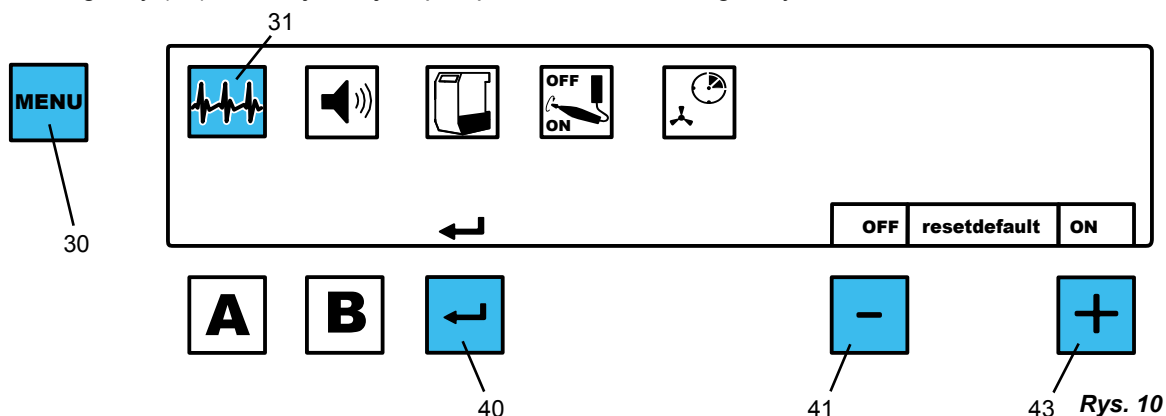 31
MENU
OFF
ON
30
OFF resetdefault ON
A B - +
40 41 43 Rys. 10